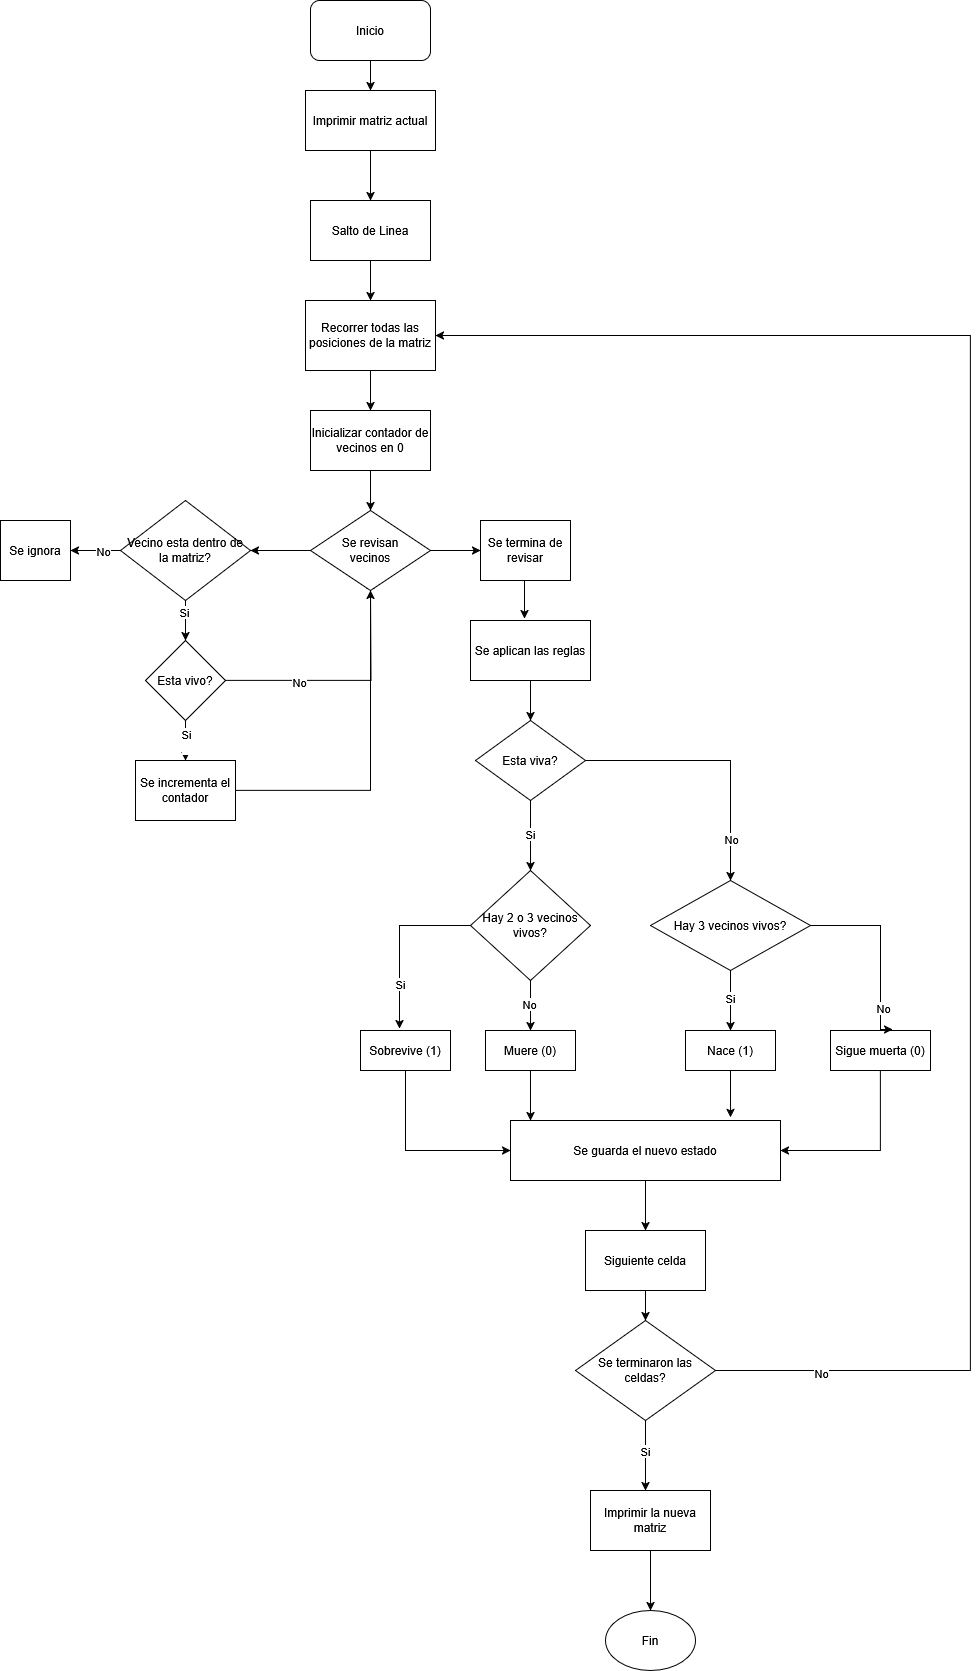 Inicio
Imprimir matriz actual
Salto de Linea
Recorrer todas las
posiciones de la matriz
Inicializar contador de
vecinos en 0
Se ignora
No
Vecino esta dentro de
la matriz?
Se revisan
vecinos
Se termina de
revisar
Si
Se aplican las reglas
Esta vivo?
No
Si
Se incrementa el
contador
Esta viva?
Si
No
Hay 2 o 3 vecinos
vivos?
Hay 3 vecinos vivos?
Si
No
Si
No
Sobrevive (1)
Muere (0)
Nace (1)
Sigue muerta (0)
Se guarda el nuevo estado
Siguiente celda
Se terminaron las
celdas?
No
Si
Imprimir la nueva
matriz
Fin